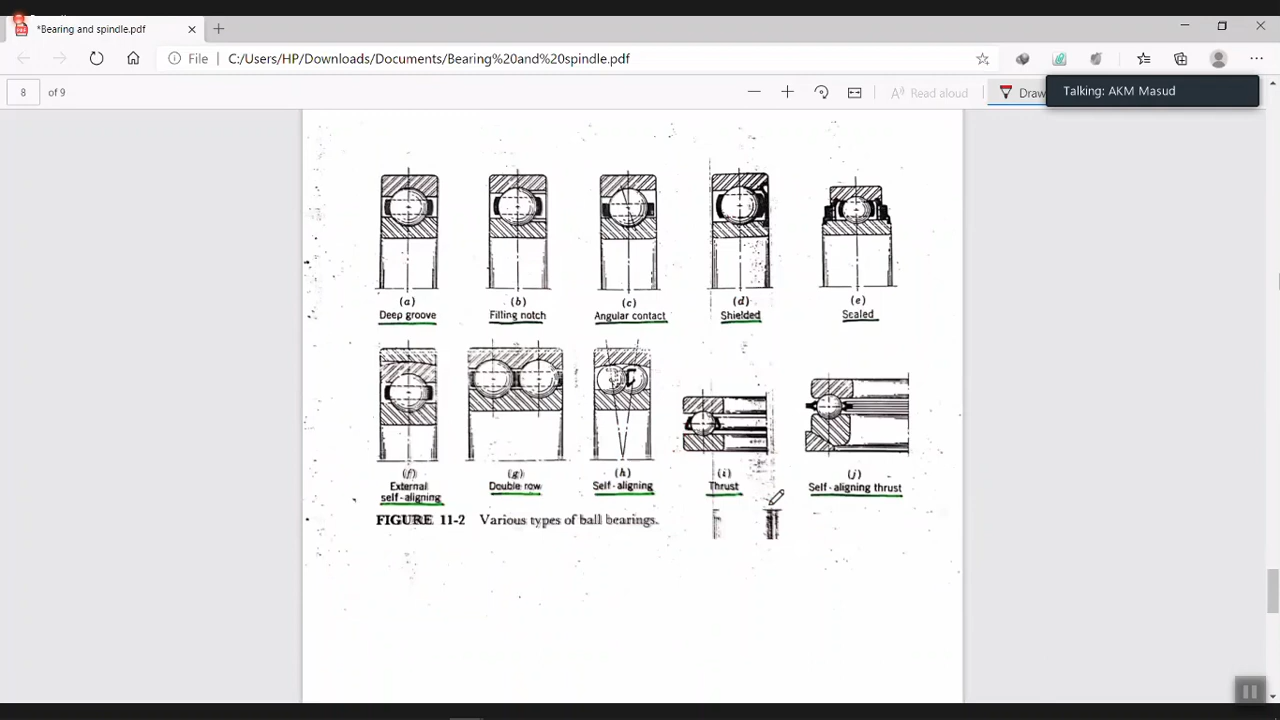 *Bearing and spindle.pdf
File
C:/Users/HP/Downloads/Documents/Bearing%20and%20spindle.pdf
8 of 9
Read aloud
Draw
Talking: AKM Masud
(a) (b) (c) (d) (e)
Deep groove Filling notch Angular contact Shielded Sealed
(f) (g) (h) (i) (j)
External Double row Self-aligning Thrust Self-aligning thrust
self-aligning
FIGURE 11-2 Various types of ball bearings.